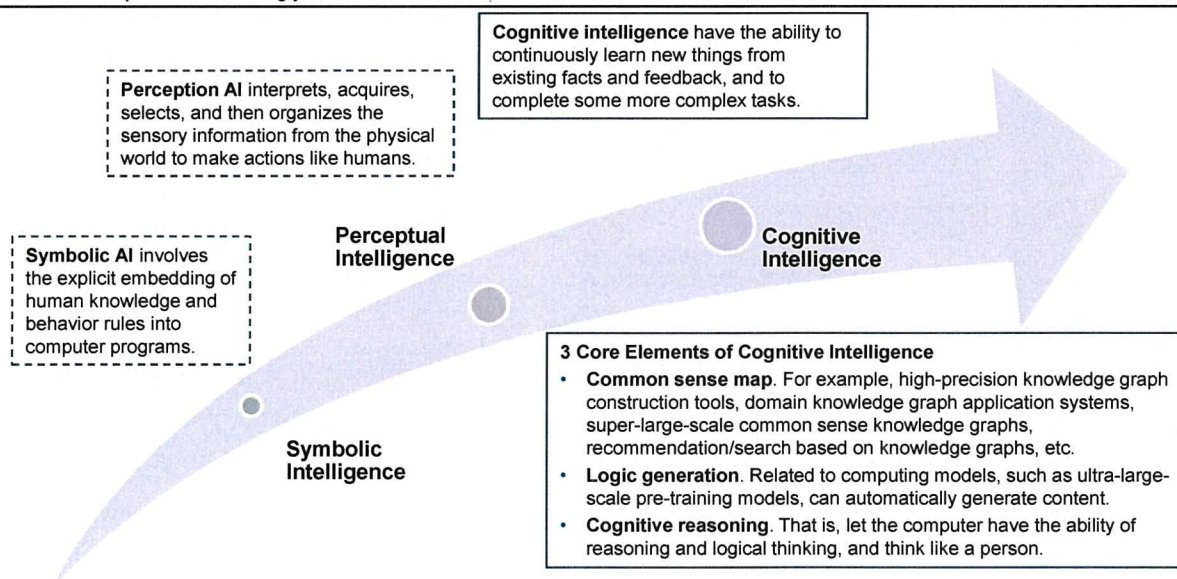 Cognitive intelligence have the ability to
continuously learn new things from
existing facts and feedback, and to
complete some more complex tasks.
Perception AI interprets, acquires,
selects, and then organizes the
sensory information from the physical
world to make actions like humans.
Symbolic AI involves
the explicit embedding of
human knowledge and
behavior rules into
computer programs.
Perceptual
Intelligence
Cognitive
Intelligence
Symbolic
Intelligence
3 Core Elements of Cognitive Intelligence
• Common sense map. For example, high-precision knowledge graph
construction tools, domain knowledge graph application systems,
super-large-scale common sense knowledge graphs,
recommendation/search based on knowledge graphs, etc.
• Logic generation. Related to computing models, such as ultra-large-
scale pre-training models, can automatically generate content.
• Cognitive reasoning. That is, let the computer have the ability of
reasoning and logical thinking, and think like a person.